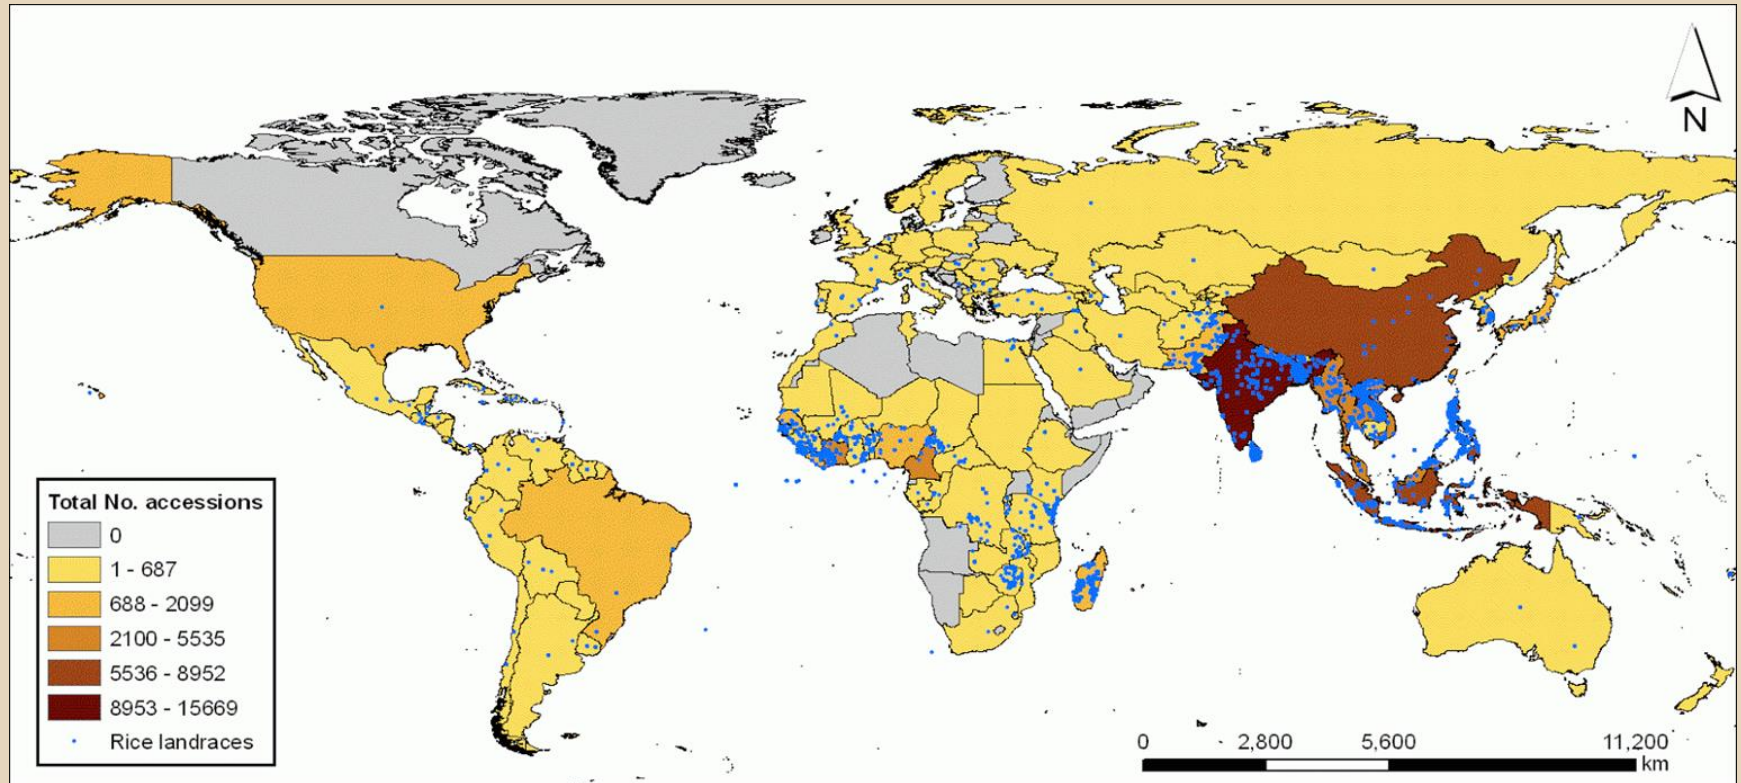 N
Total No. accessions
0
1 - 687
688 - 2099
2100 - 5535
5536 - 8952
8953 - 15669
Rice landraces
0 2,800 5,600 11,200
km